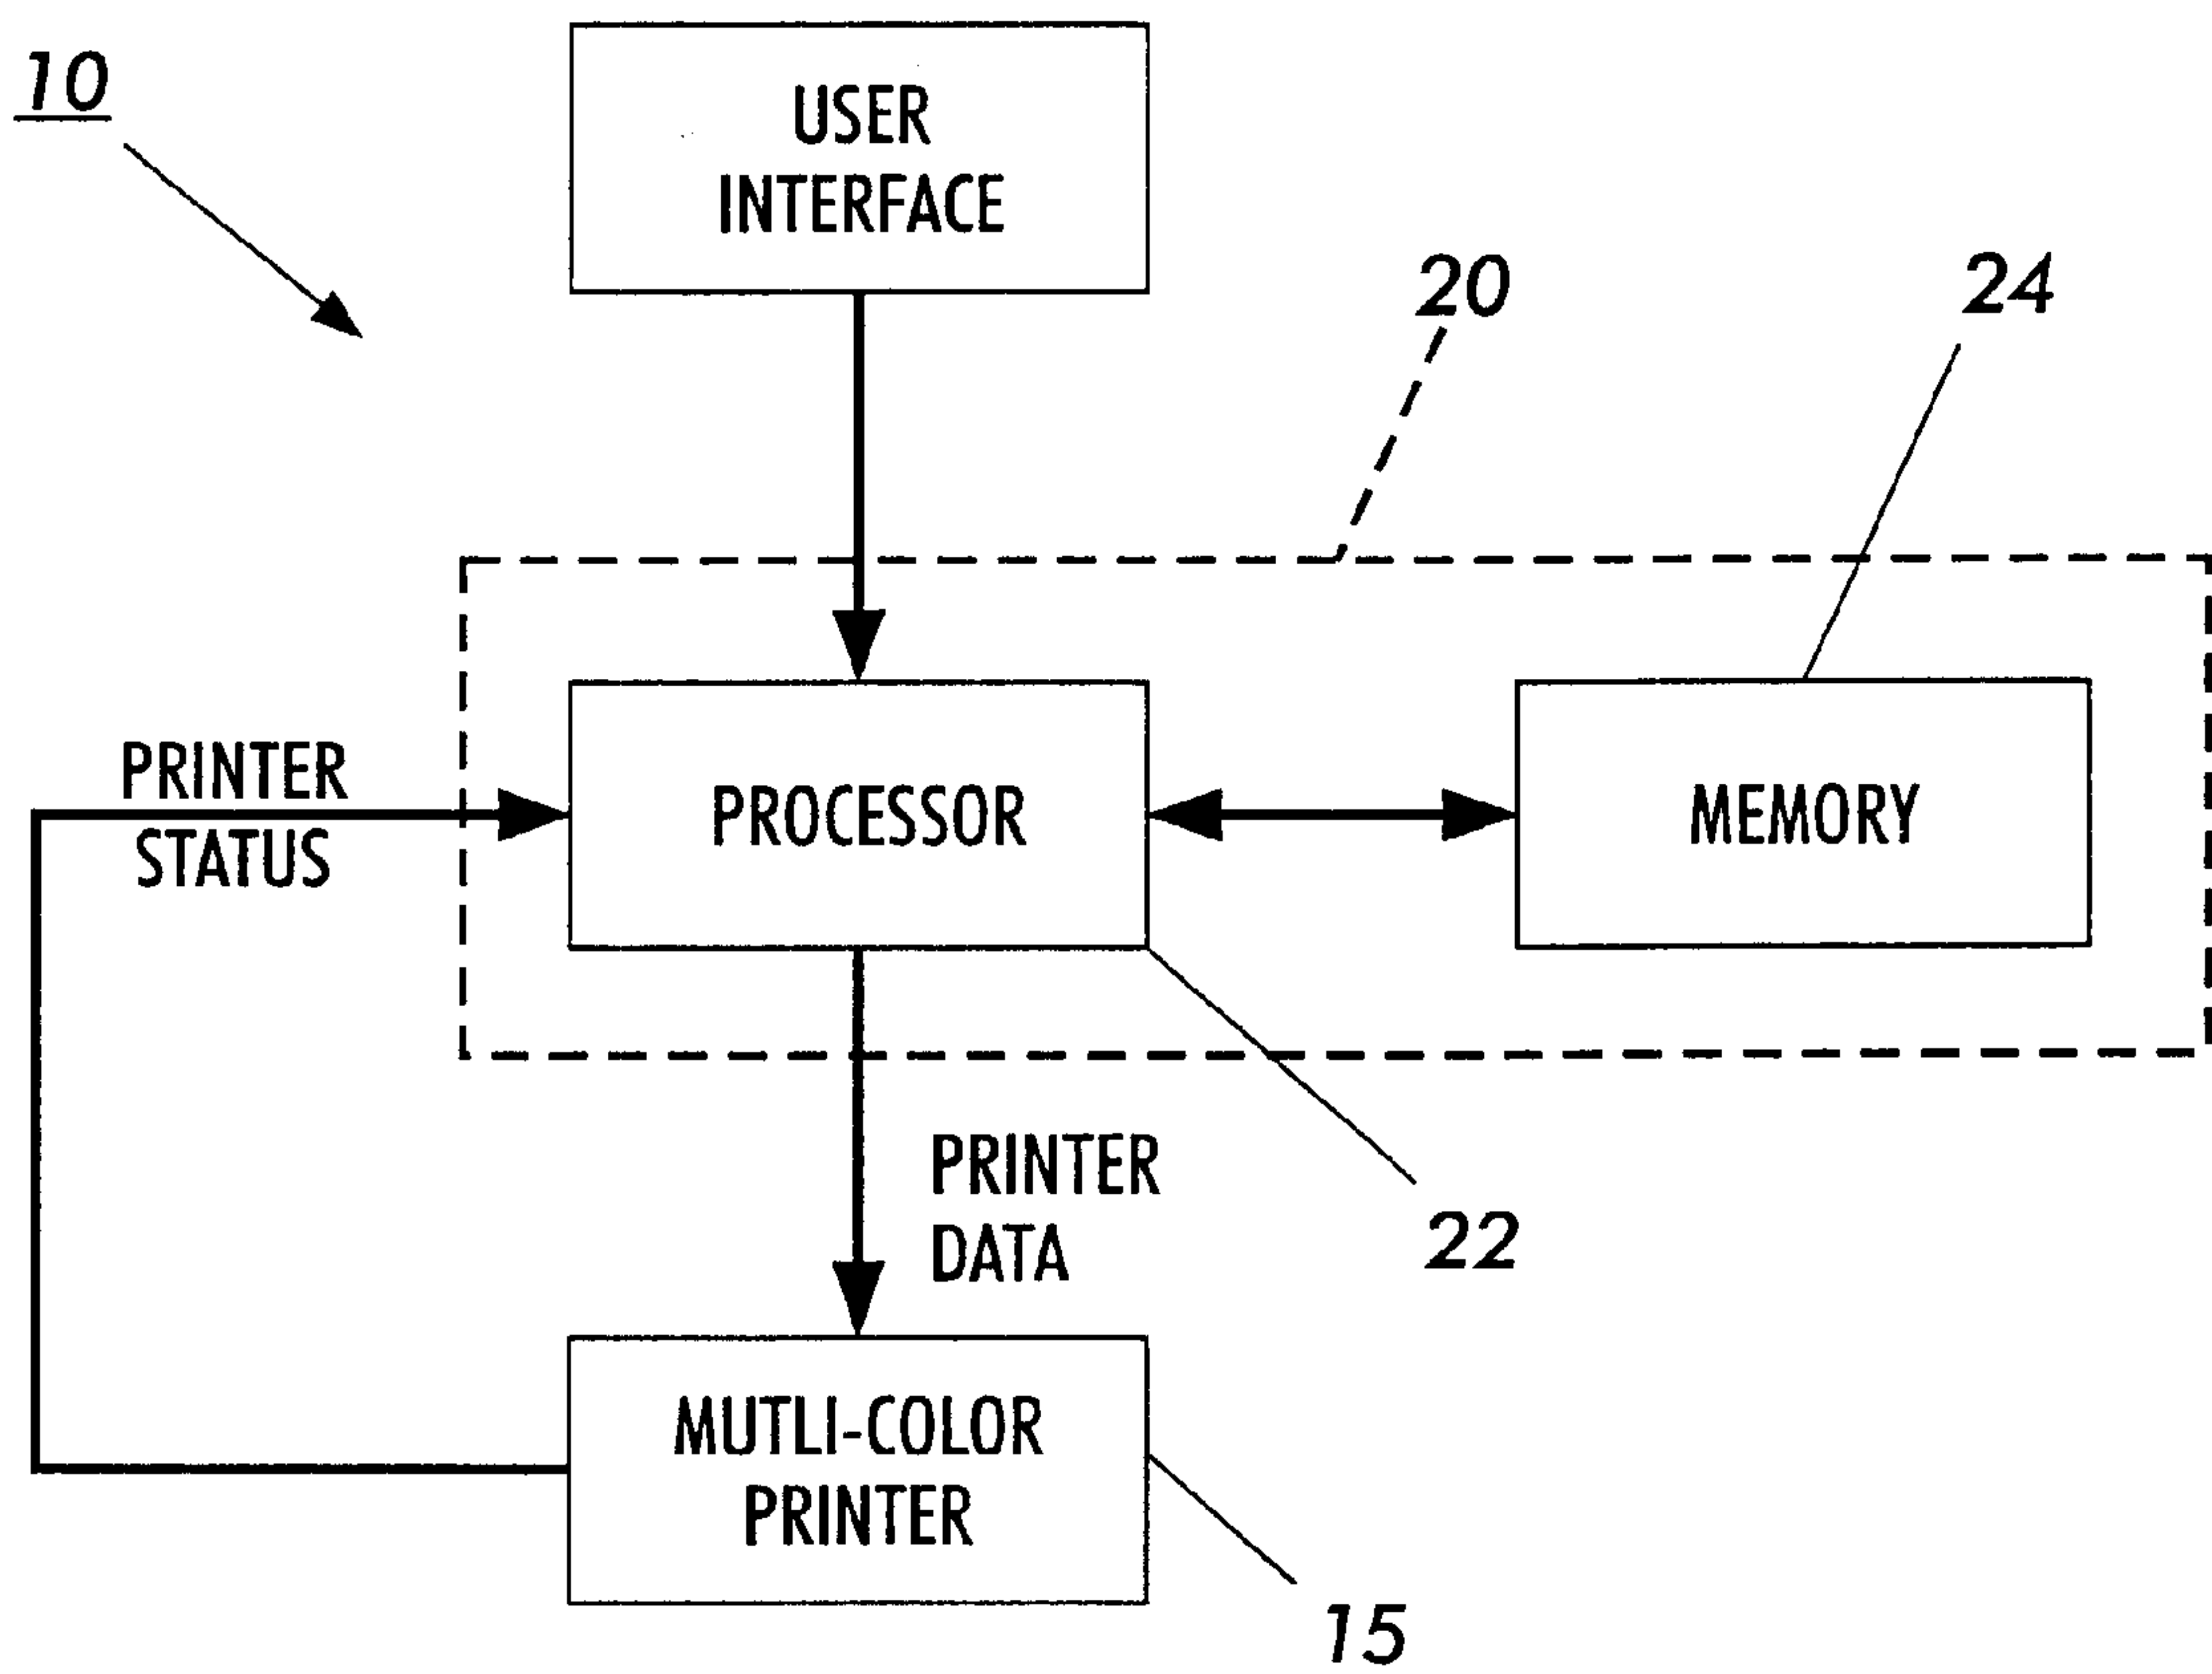 10
USER
INTERFACE
20
24
PRINTER
STATUS
PROCESSOR
MEMORY
PRINTER
DATA
22
MUTLI-COLOR
PRINTER
15